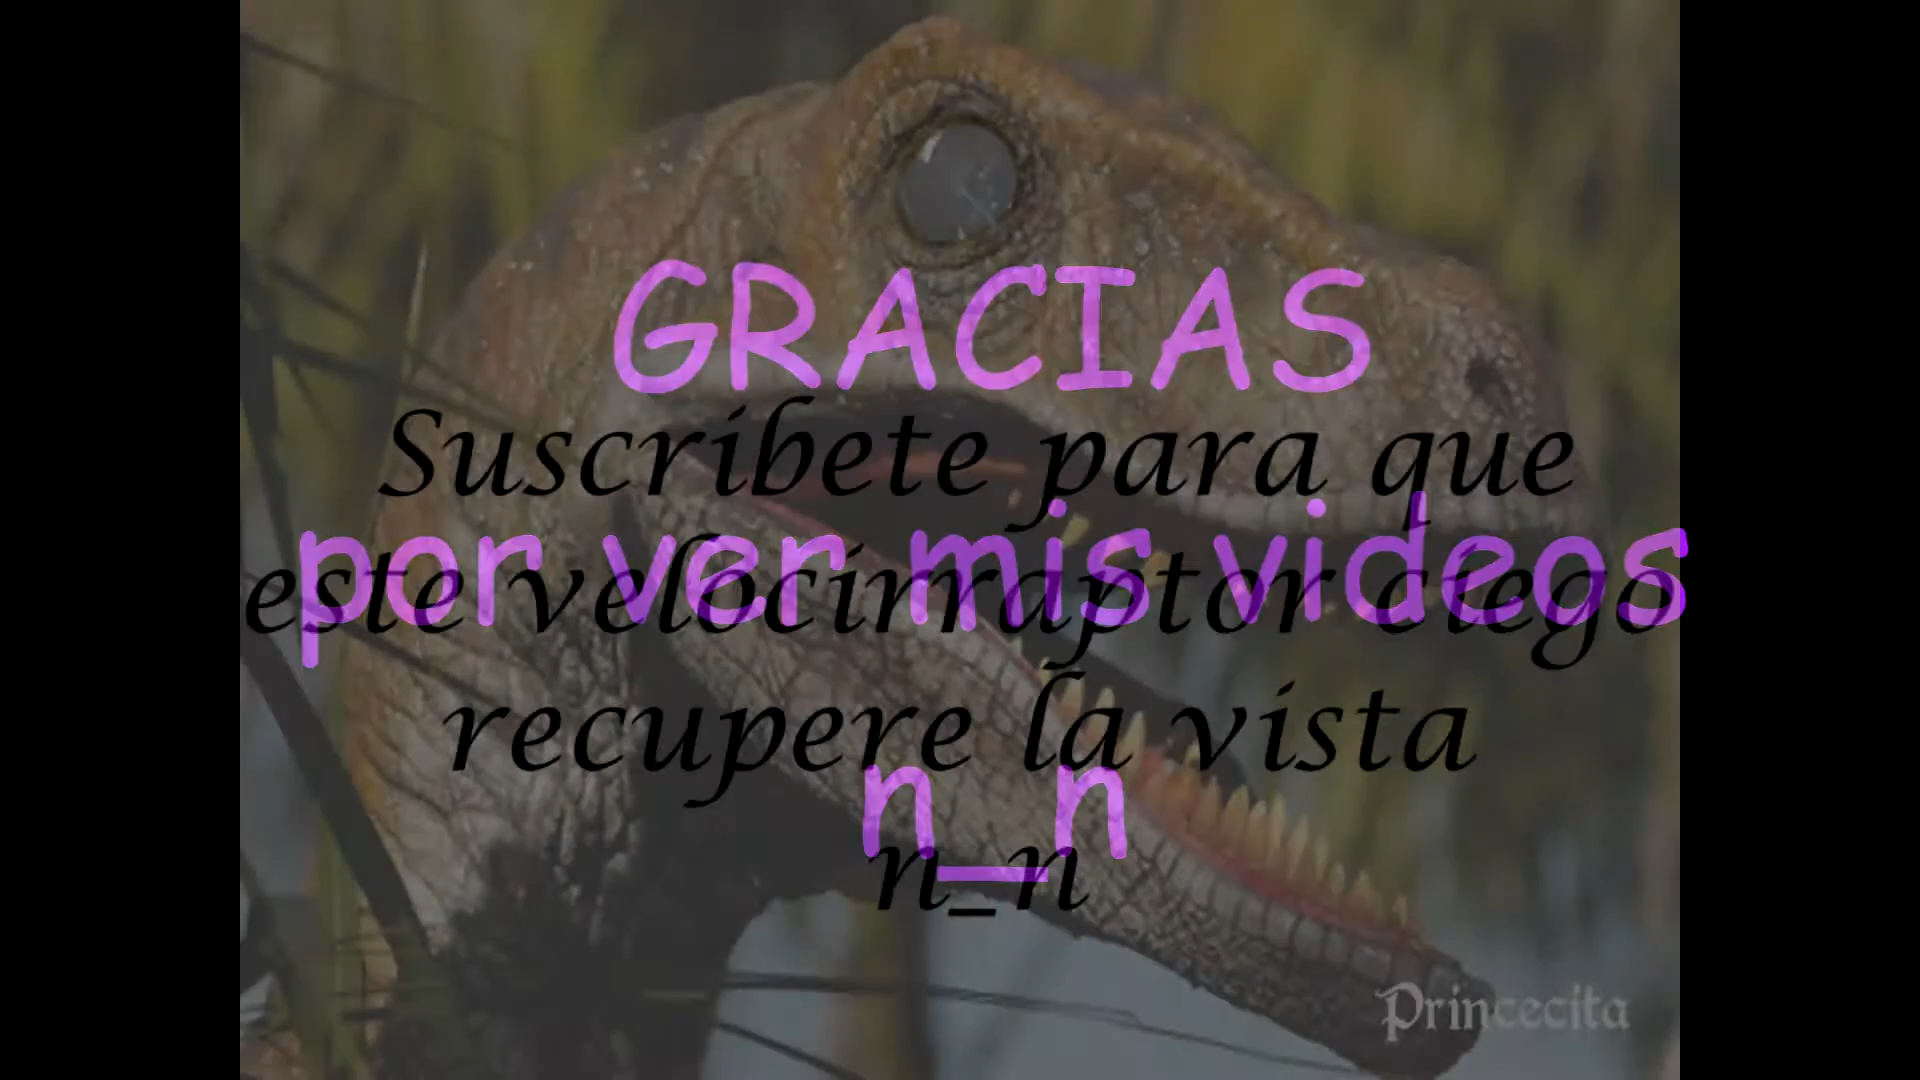 GRACIAS
Suscribete para que
por ver mis videos
este velocirraptor ciego
recupere la vista
n_n
n_n
Princecita